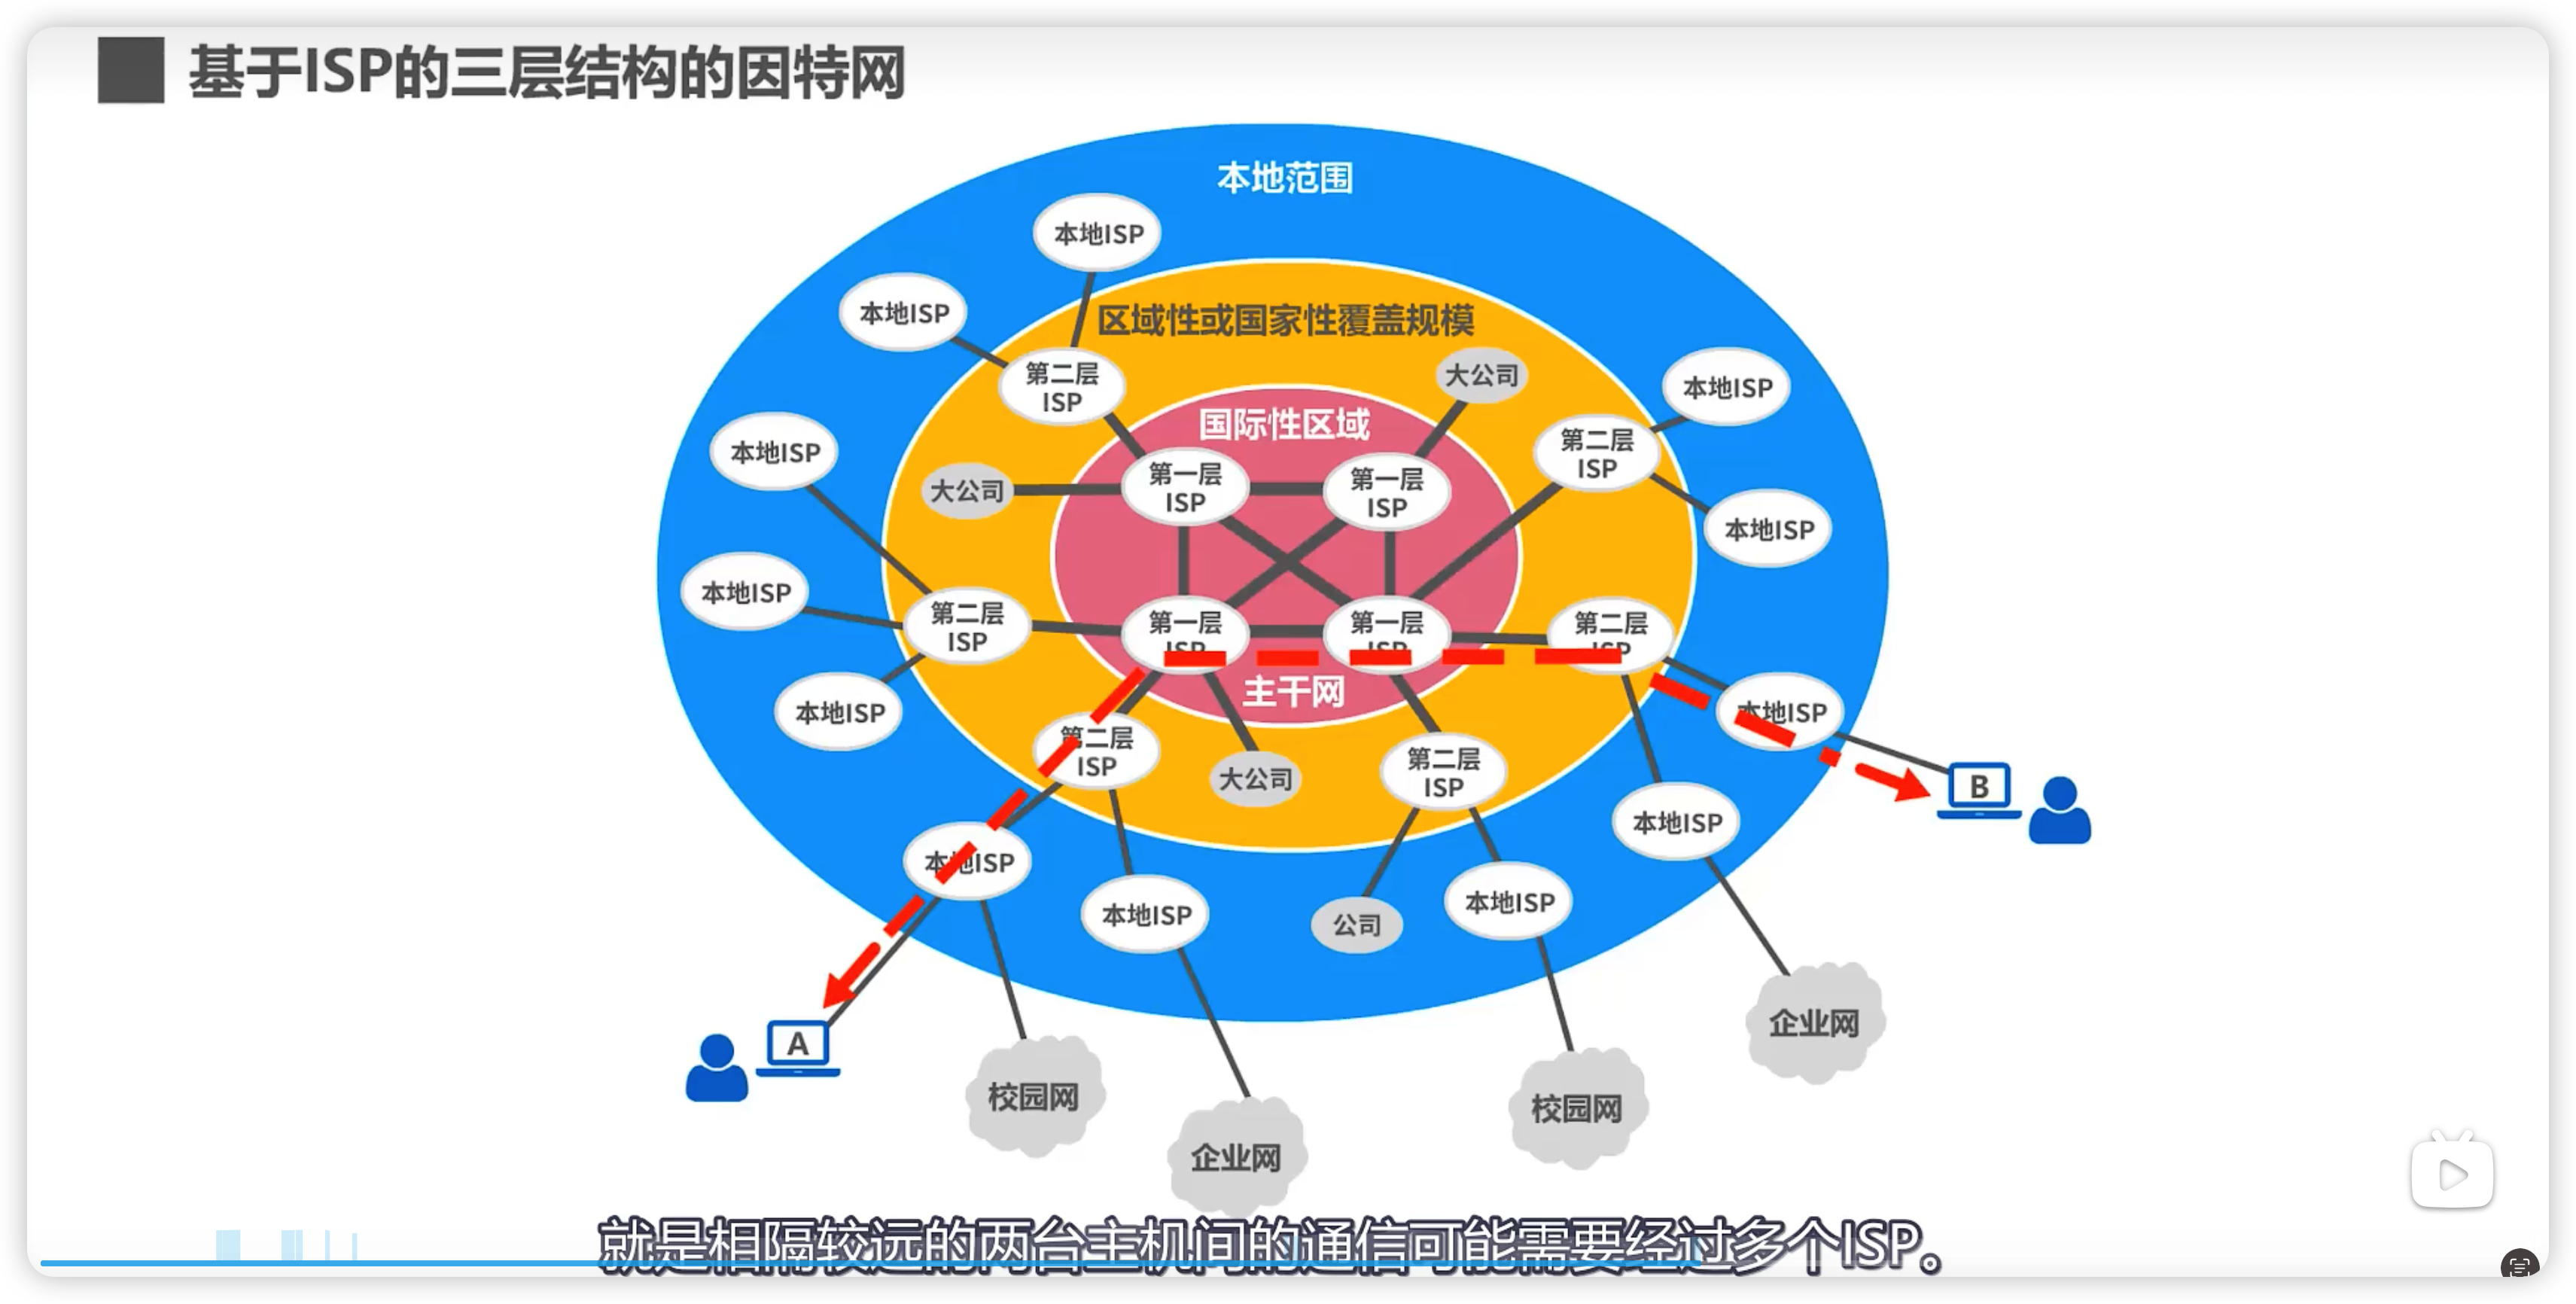 基于ISP的三层结构的因特网
本地范围
本地ISP
本地ISP
区域性或国家性覆盖规模
第二层
ISP
大公司
本地ISP
国际性区域
本地ISP
第二层
ISP
大公司
第一层
ISP
第一层
ISP
本地ISP
本地ISP
第二层
ISP
第一层
ISP
第一层
ISP
第二层
ISP
主干网
本地ISP
本地ISP
第二层
ISP
大公司
第二层
ISP
B
本地ISP
本地ISP
本地ISP
公司
本地ISP
企业网
A
校园网
校园网
企业网
就是相隔较远的两台主机间的通信可能需要经过多个ISP。